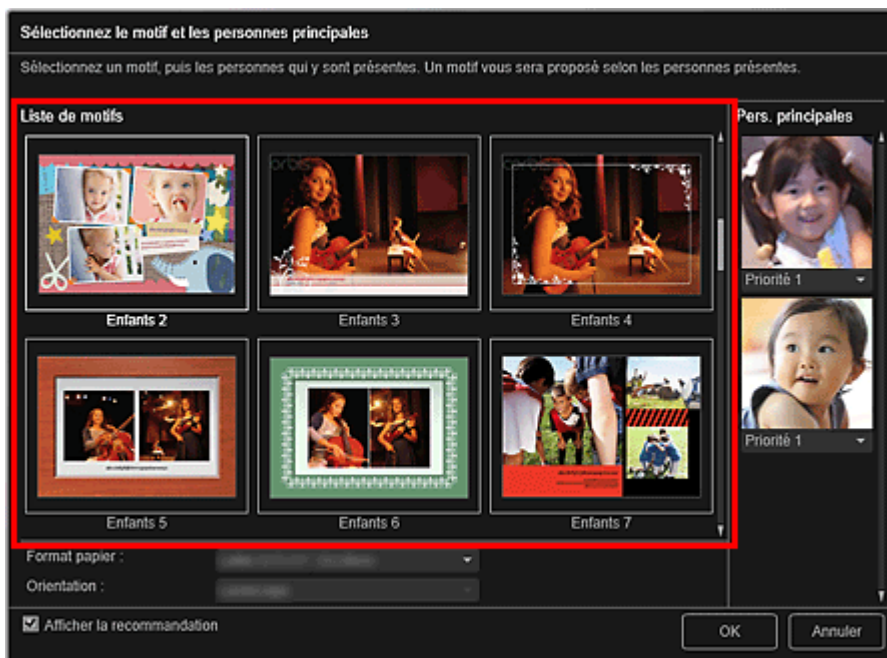 Sélectionnez le motif et les personnes principales
Sélectionnez un motif, puis les personnes qui y sont présentes. Un motif vous sera proposé selon les personnes présentes.
Liste de motifs
Pers. principales
Enfants 2
Enfants 3
Enfants 4
Priorité 1
Enfants 5
Enfants 6
Enfants 7
Priorité 1
Format papier :
Orientation :
Afficher la recommandation
OK
Annuler